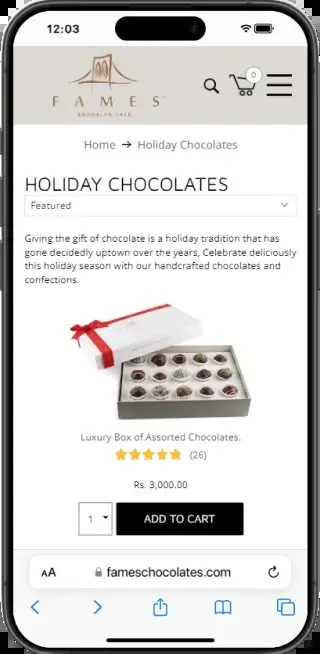 12:03
0
FAMES
BROOKLYN 1946
Home → Holiday Chocolates
HOLIDAY CHOCOLATES
Featured
Giving the gift of chocolate is a holiday tradition that has
gone decidedly uptown over the years, Celebrate deliciously
this holiday season with our handcrafted chocolates and
confections.
Luxury Box of Assorted Chocolates.
(26)
Rs. 3,000.00
1
ADD TO CART
AA
fameschocolates.com